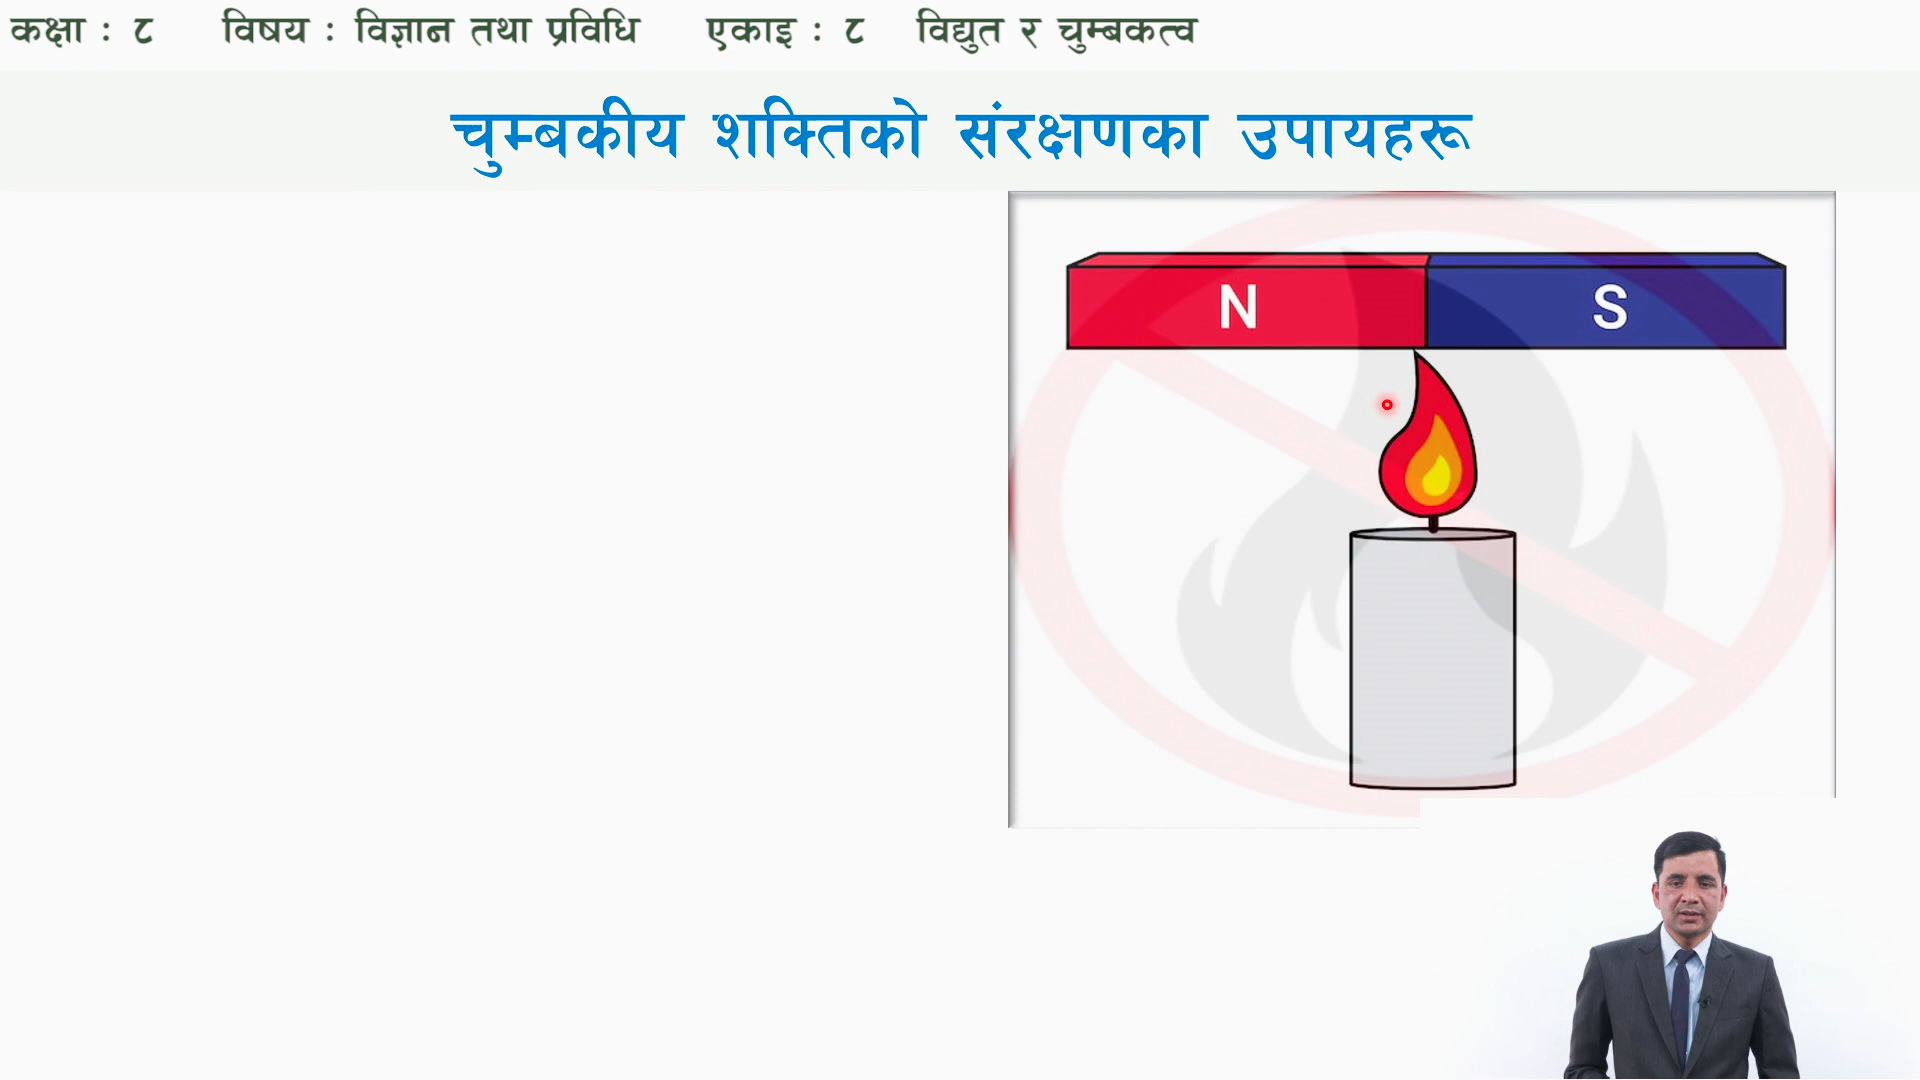 कक्षा : ८ विषय : विज्ञान तथा प्रविधि एकाइ : ८ विद्युत र चुम्बकत्व
चुम्बकीय शक्तिको संरक्षणका उपायहरू
N S